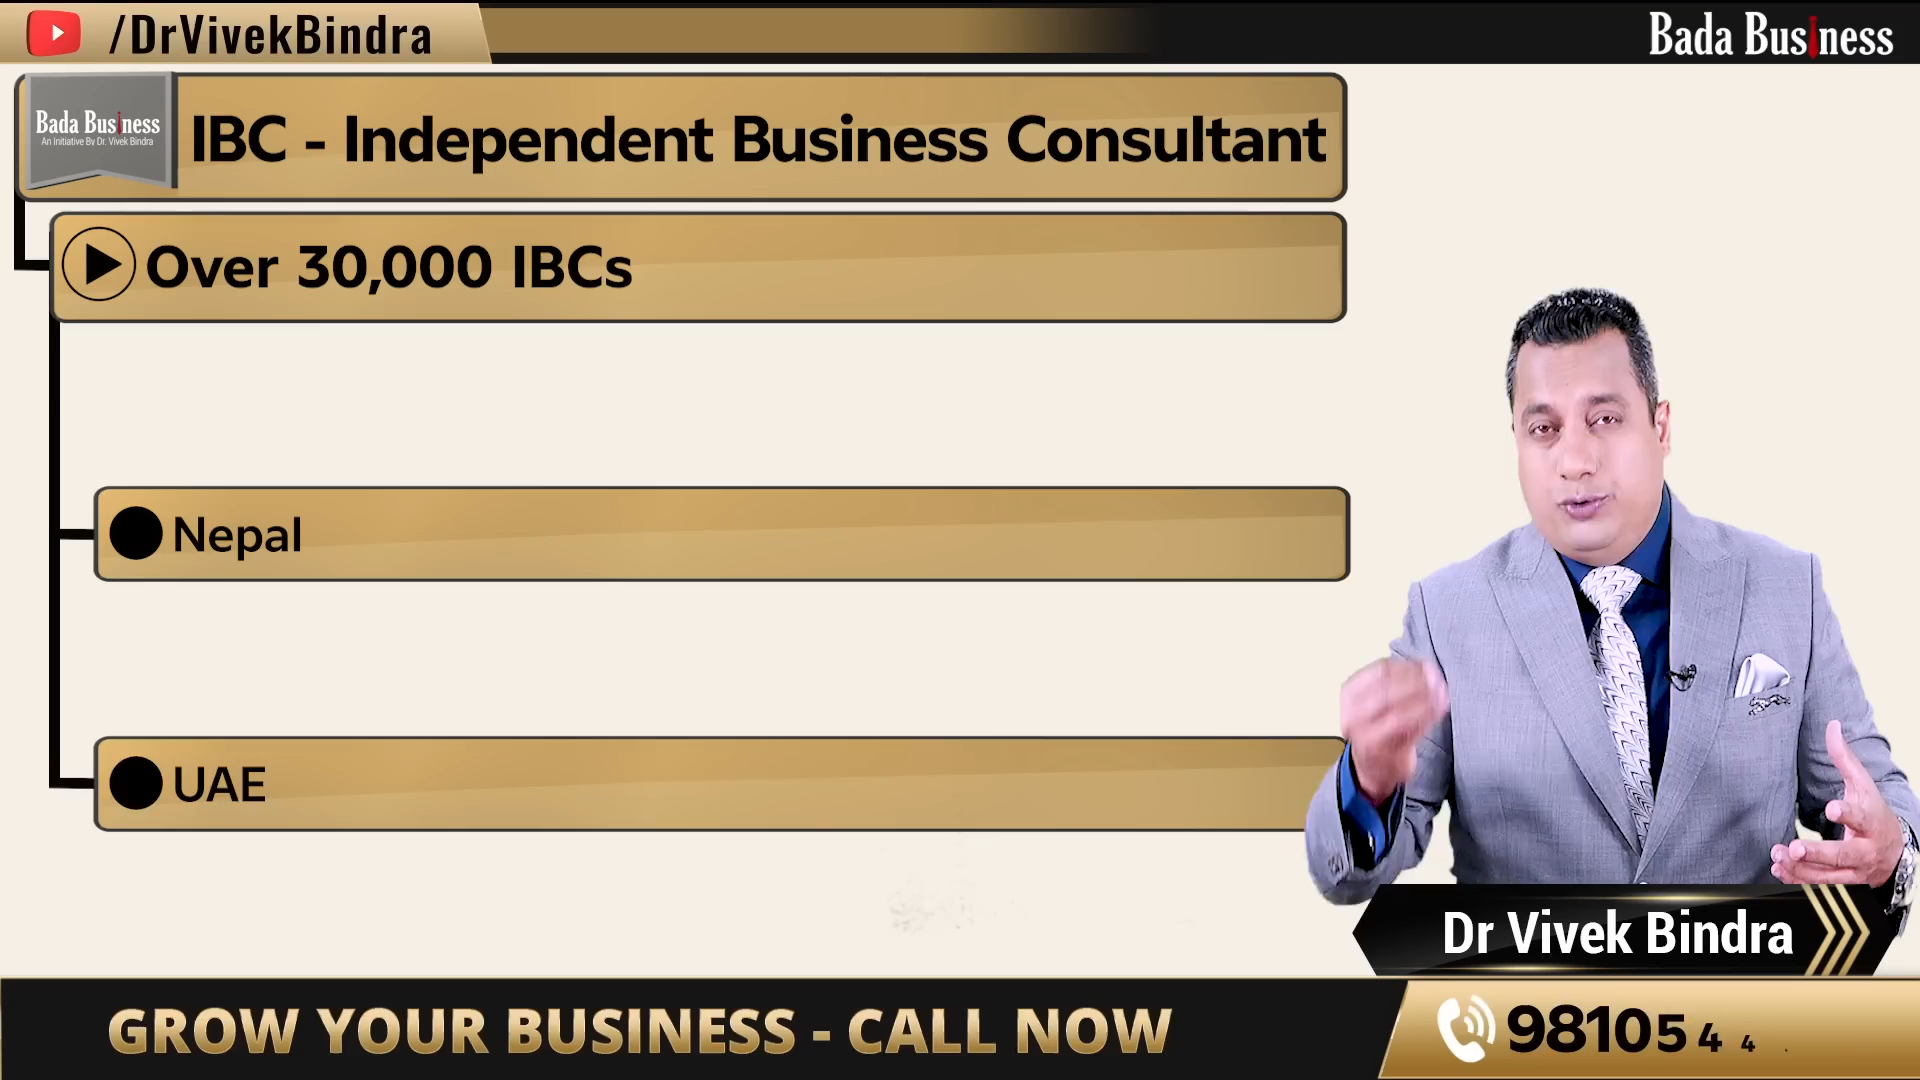 /DrVivekBindra
Bada Business
Bada Business
An Initiative By Dr. Vivek Bindra
IBC - Independent Business Consultant
Over 30,000 IBCs
Nepal
UAE
Dr Vivek Bindra
GROW YOUR BUSINESS - CALL NOW
9810544